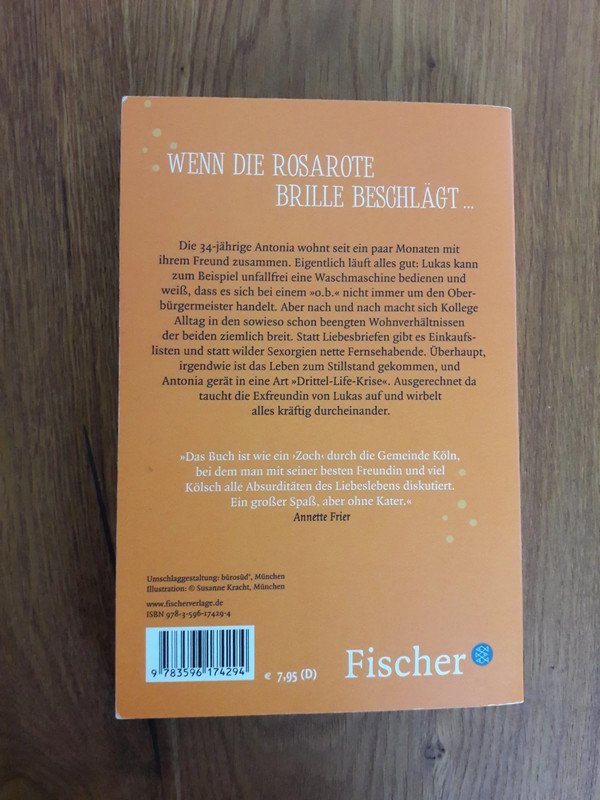 WENN DIE ROSAROTE
BRILLE BESCHLÄGT ...
Die 34-jährige Antonia wohnt seit ein paar Monaten mit
ihrem Freund zusammen. Eigentlich läuft alles gut: Lukas kann
zum Beispiel unfallfrei eine Waschmaschine bedienen und
weiß, dass es sich bei einem »o.b.« nicht immer um den Ober-
bürgermeister handelt. Aber nach und nach macht sich Kollege
Alltag in den sowieso schon beengten Wohnverhältnissen
der beiden ziemlich breit. Statt Liebesbriefen gibt es Einkaufs-
listen und statt wilder Sexorgien nette Fernsehabende. Überhaupt,
irgendwie ist das Leben zum Stillstand gekommen, und
Antonia gerät in eine Art »Drittel-Life-Krise«. Ausgerechnet da
taucht die Exfreundin von Lukas auf und wirbelt
alles kräftig durcheinander.
»Das Buch ist wie ein ›Zoch‹ durch die Gemeinde Köln,
bei dem man mit seiner besten Freundin und viel
Kölsch alle Absurditäten des Liebeslebens diskutiert.
Ein großer Spaß, aber ohne Kater.«
Annette Frier
Umschlaggestaltung: bürosüd°, München
Illustration: © Susanne Kracht, München
www.fischerverlage.de
ISBN 978-3-596-17429-4
9 783596 174294
€ 7,95 (D)
Fischer